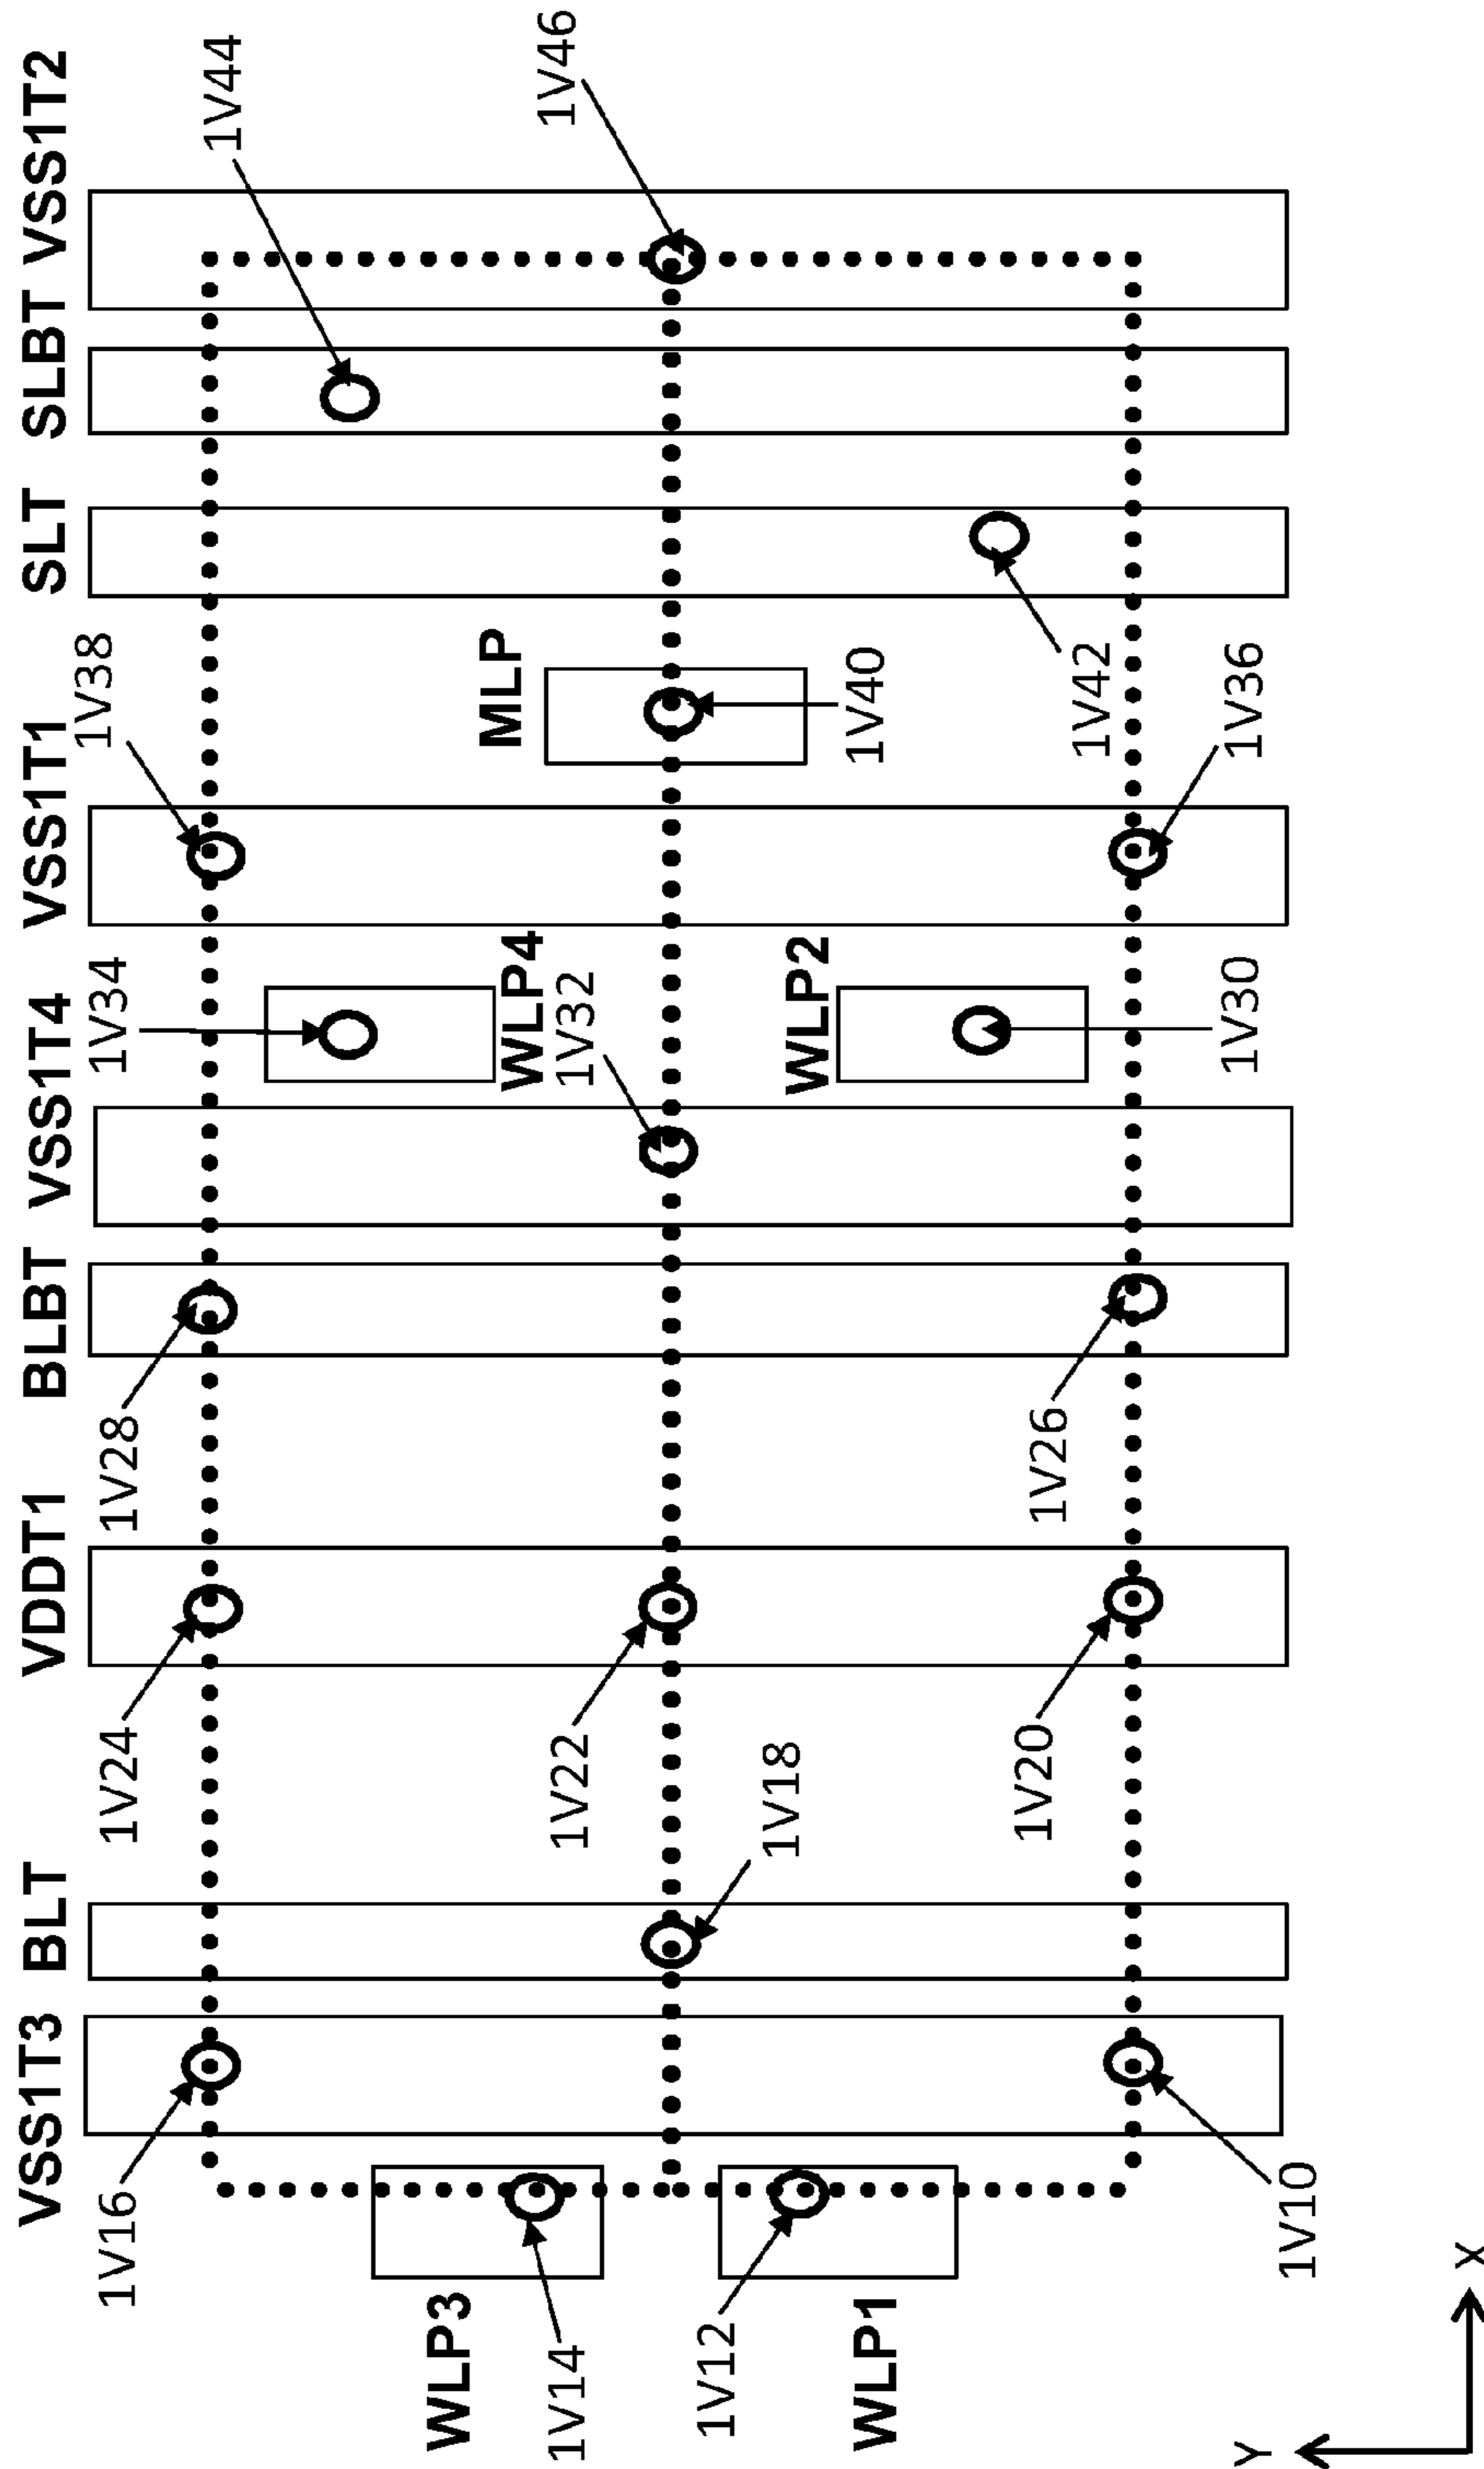 VSS1T3
BLT
VDDT1
BLBT
VSS1T4
VSS1T1
SLT
SLBT
VSS1T2
1V16
1V24
1V28
1V34
1V38
1V44
WLP3
1V14
1V22
WLP4
1V32
MLP
1V46
1V12
1V18
WLP2
1V40
WLP1
1V20
1V26
1V42
1V10
1V30
1V36
Y
X